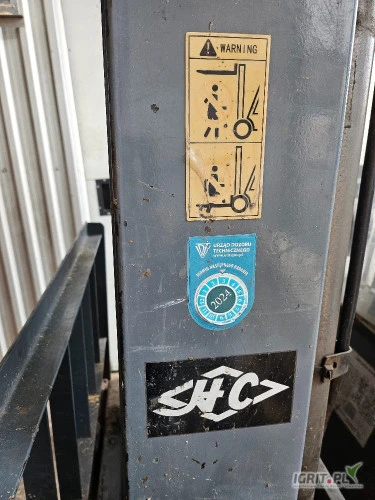 WARNING
URZĄD DOZORU
TECHNICZNEGO
2024
HC
IGRIT.PL